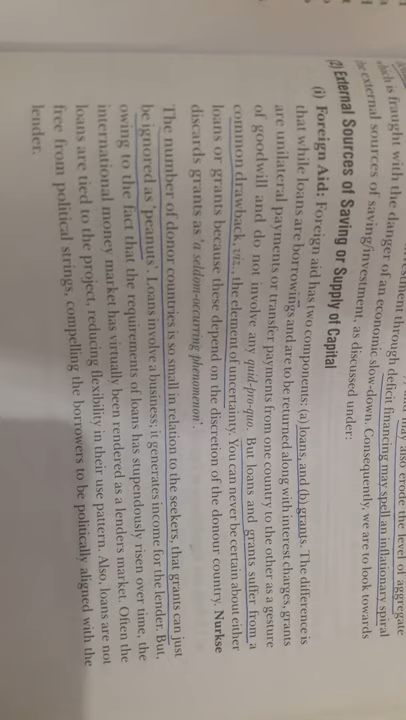 may also erode the level of aggregate
investment through deficit financing may spell an inflationary spiral
which is fraught with the danger of an economic slow-down. Consequently, we are to look towards
the external sources of saving/investment, as discussed under:
(2) External Sources of Saving or Supply of Capital
(i) Foreign Aid: Foreign aid has two components: (a) loans, and (b) grants. The difference is
that while loans are borrowings and are to be returned along with interest charges, grants
are unilateral payments or transfer payments from one country to the other as a gesture
of goodwill and do not involve any quid-pro-quo. But loans and grants suffer from a
common drawback, viz., the element of uncertainty. You can never be certain about either
loans or grants because these depend on the discretion of the donour country. Nurkse
discards grants as 'a seldom-occurring phenomenon'.
The number of donor countries is so small in relation to the seekers, that grants can just
be ignored as 'peanuts'. Loans involve a business; it generates income for the lender. But,
owing to the fact that the requirements of loans has stupendously risen over time, the
international money market has virtually been rendered as a lenders market. Often the
loans are tied to the project, reducing flexibility in their use pattern. Also, loans are not
free from political strings, compelling the borrowers to be politically aligned with the
lender.